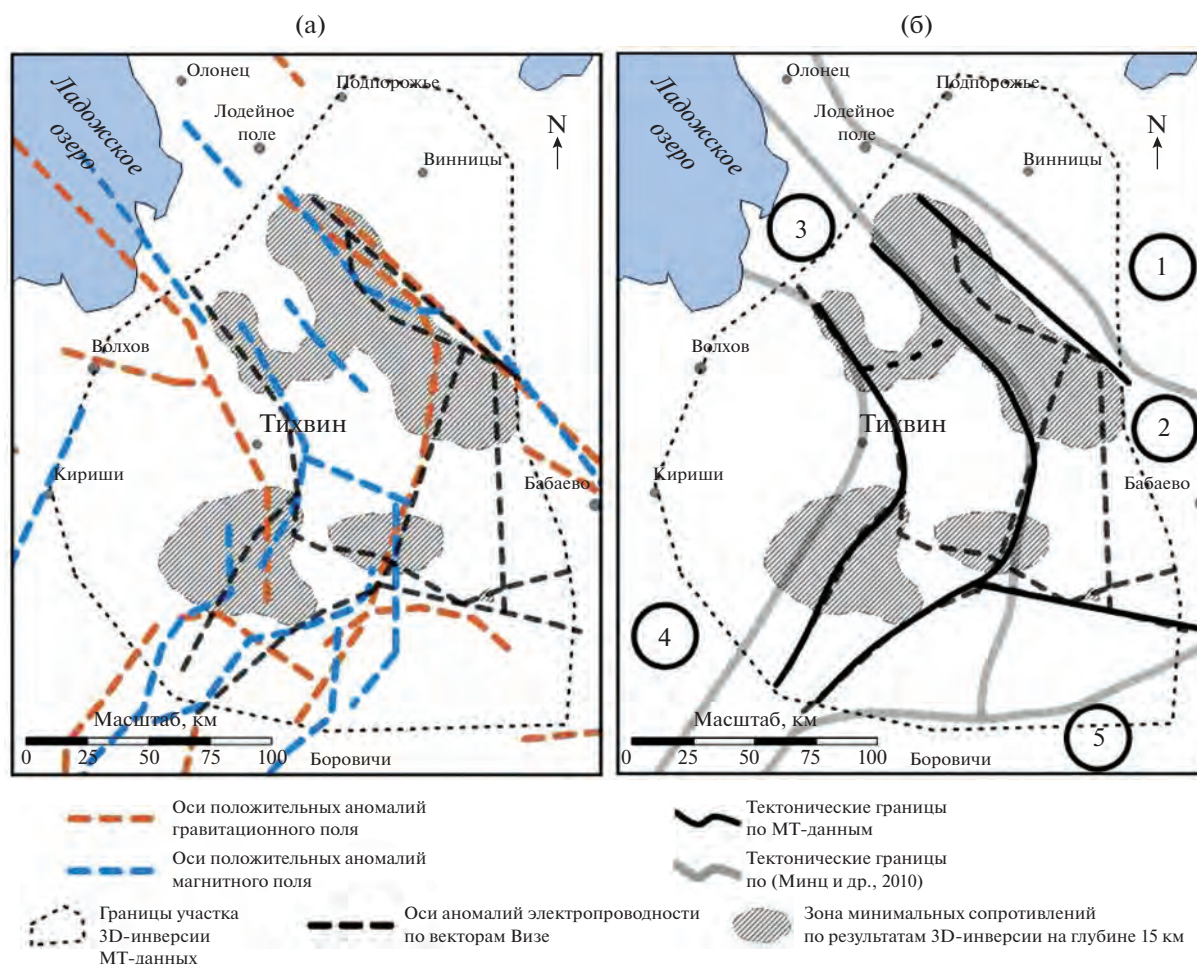 (а)
Ладожское
озеро
Олонец
Подпорожье
Лодейное
поле
Винницы
N
Волхов
Тихвин
Кириши
Бабаево
Масштаб, км
0 25 50 75 100
Боровичи
(б)
Ладожское
озеро
Олонец
Подпорожье
Лодейное
поле
Винницы
N
3
1
Волхов
Тихвин
2
Кириши
Бабаево
4
Масштаб, км
0 25 50 75 100
5
Боровичи
Оси положительных аномалий
гравитационного поля
Оси положительных аномалий
магнитного поля
Тектонические границы
по МТ-данным
Тектонические границы
по (Минц и др., 2010)
Границы участка
3D-инверсии
МТ-данных
Оси аномалий электропроводности
по векторам Визе
Зона минимальных сопротивлений
по результатам 3D-инверсии на глубине 15 км